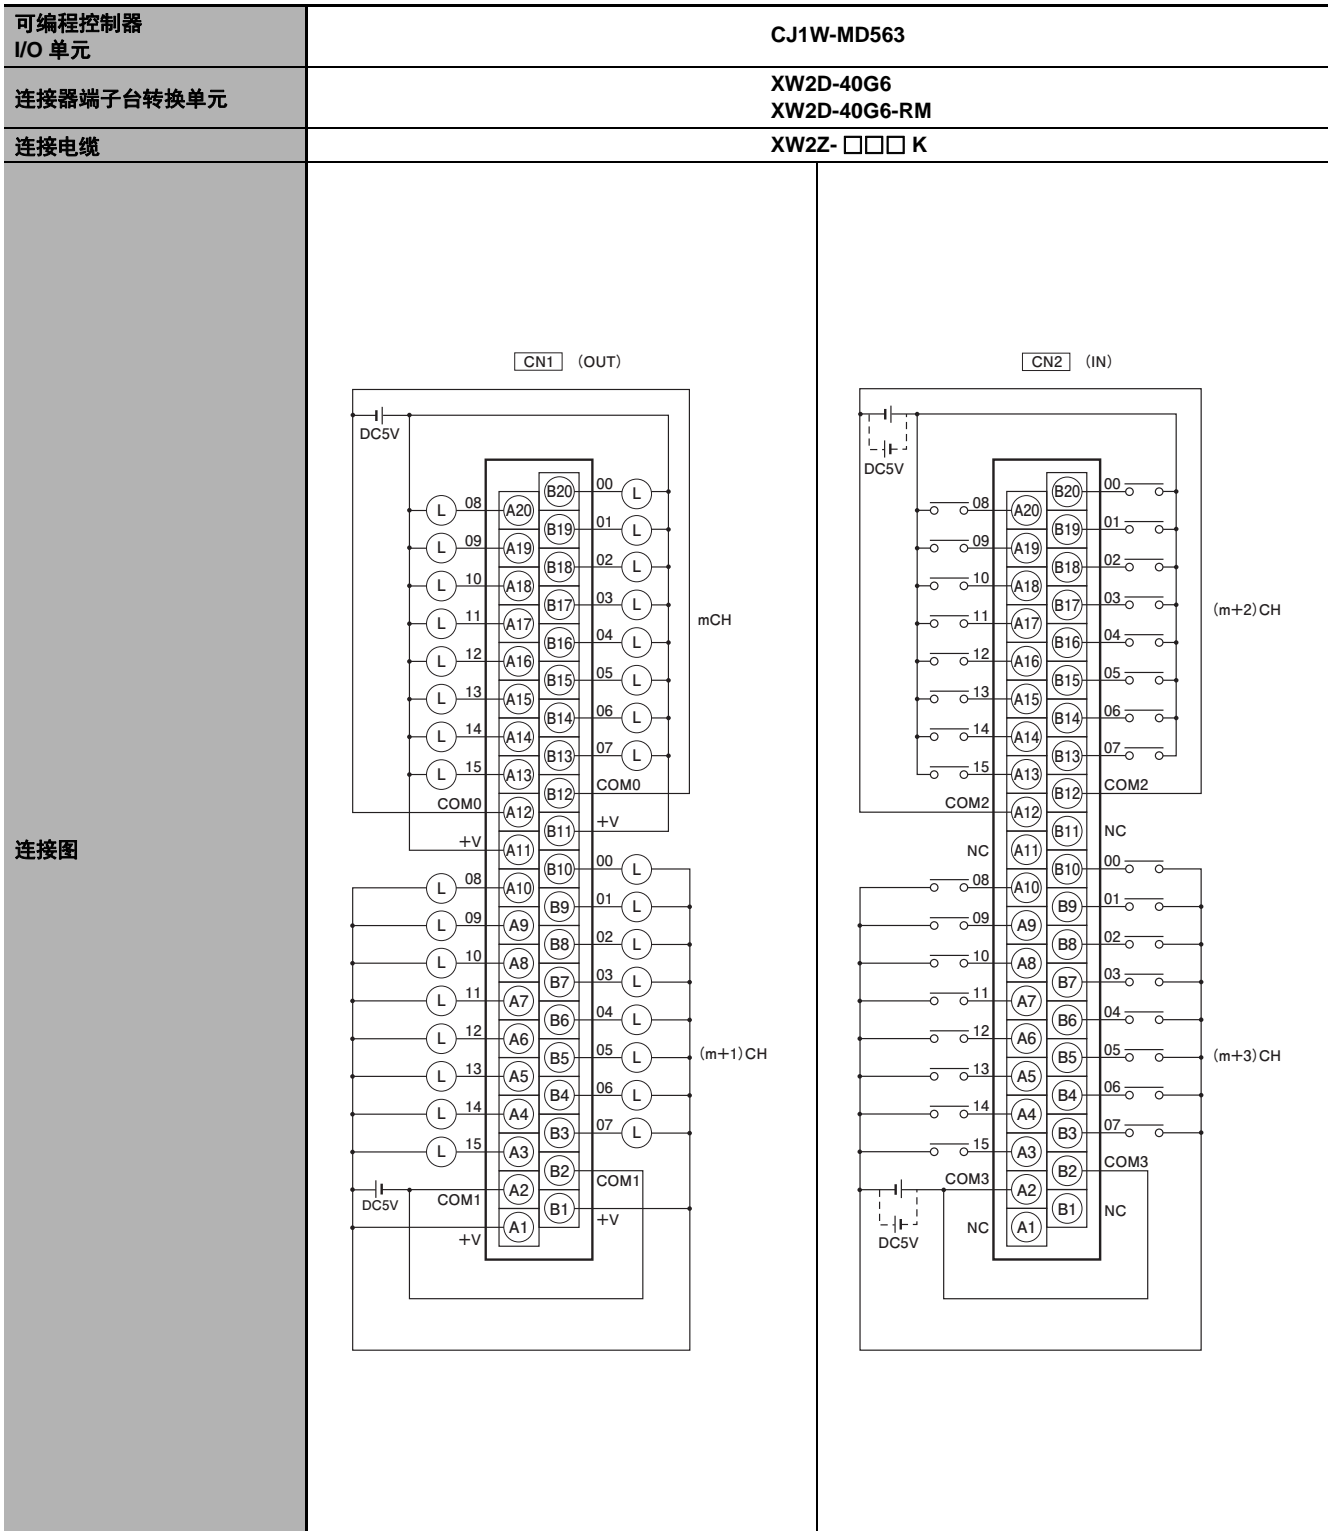 可编程控制器
I/O 单元
CJ1W-MD563
连接器端子台转换单元
XW2D-40G6
XW2D-40G6-RM
连接电缆
XW2Z- □□□ K
连接图
CN1 (OUT)
DC5V
B20 00 L
L 08 A20
B19 01 L
L 09 A19
B18 02 L
L 10 A18
B17 03 L
L 11 A17
mCH
B16 04 L
L 12 A16
B15 05 L
L 13 A15
B14 06 L
L 14 A14
B13 07 L
L 15 A13
B12 COM0
COM0 A12
B11 +V
+V A11
B10 00 L
L 08 A10
B9 01 L
L 09 A9
B8 02 L
L 10 A8
B7 03 L
L 11 A7
B6 04 L
L 12 A6
B5 05 L
(m+1)CH
L 13 A5
B4 06 L
L 14 A4
B3 07 L
L 15 A3
B2 COM1
DC5V COM1 A2
B1 +V
+V A1
CN2 (IN)
DC5V
B20 00
08 A20
B19 01
09 A19
B18 02
10 A18
B17 03
(m+2)CH
11 A17
B16 04
12 A16
B15 05
13 A15
B14 06
14 A14
B13 07
15 A13
B12 COM2
COM2 A12
B11 NC
NC A11
B10 00
08 A10
B9 01
09 A9
B8 02
10 A8
B7 03
11 A7
B6 04
12 A6
B5 05
(m+3)CH
13 A5
B4 06
14 A4
B3 07
15 A3
B2 COM3
COM3 A2
B1 NC
NC A1
DC5V